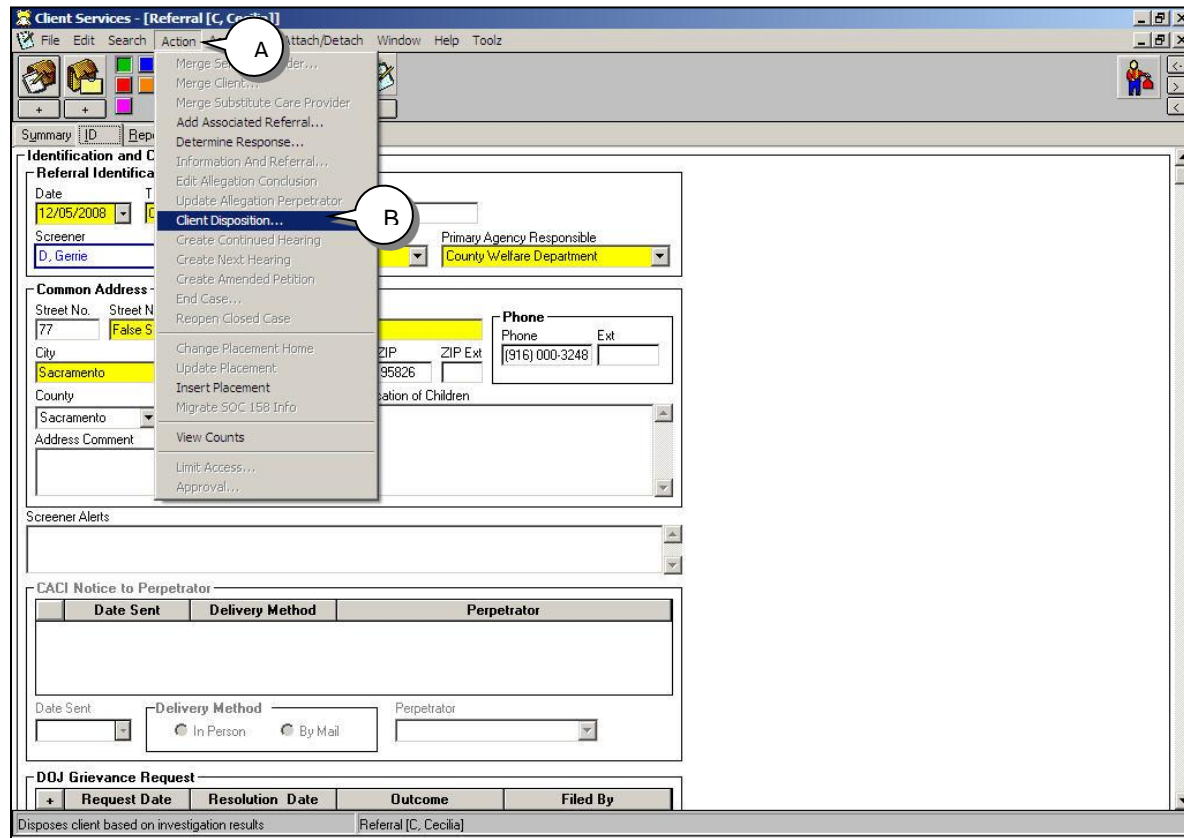 Client Services - [Referral [C, Cecilia]]
File Edit Search Action Attach/Detach Window Help Toolz
A
Merge Client...
Merge Substitute Care Provider
Add Associated Referral...
Determine Response...
Information And Referral...
Edit Allegation Conclusion
Update Allegation Perpetrator
Client Disposition...
B
Create Continued Hearing
Create Next Hearing
Create Amended Petition
End Case...
Reopen Closed Case
Change Placement Home
Update Placement
Insert Placement
Migrate SOC 158 Info
View Counts
Limit Access...
Approval...
+ +
Summary ID
Identification and
Date
12/05/2008
Screener Primary Agency Responsible
D, Gerrie County Welfare Department
Common Address
Street No. Street
77 False
Phone
Phone Ext
(916) 000-3248
City ZIP ZIP Ext
Sacramento 95826
County of Children
Sacramento
Address Comment
Screener Alerts
CACI Notice to Perpetrator
Date Sent Delivery Method Perpetrator
Date Sent Delivery Method Perpetrator
In Person By Mail
DOJ Grievance Request
+ Request Date Resolution Date Outcome Filed By
Disposes client based on investigation results Referral [C, Cecilia]